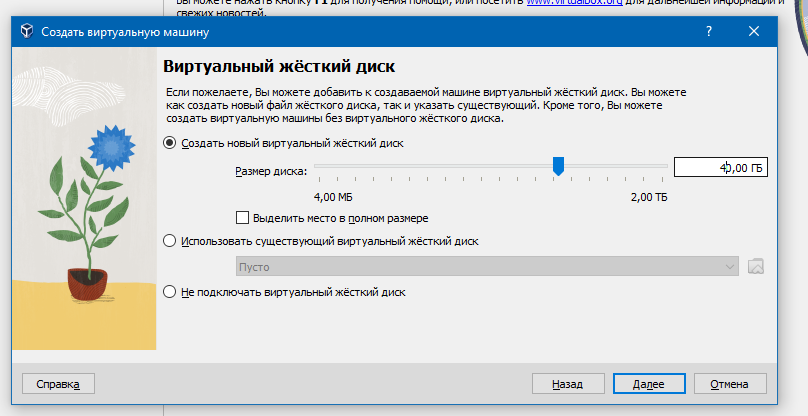 Вы можете нажать кнопку F1 для получения помощи, или посетить www.virtualbox.org для дальнейшей информации и
свежих новостей.
Создать виртуальную машину
Виртуальный жёсткий диск
Если пожелаете, Вы можете добавить к создаваемой машине виртуальный жёсткий диск. Вы можете
как создать новый файл жёсткого диска, так и указать существующий. Кроме того, Вы можете
создать виртуальную машины без виртуального жёсткого диска.
Создать новый виртуальный жёсткий диск
Размер диска: 40,00 ГБ
4,00 МБ 2,00 ТБ
Выделить место в полном размере
Использовать существующий виртуальный жёсткий диск
Пусто
Не подключать виртуальный жёсткий диск
Справка Назад Далее Отмена